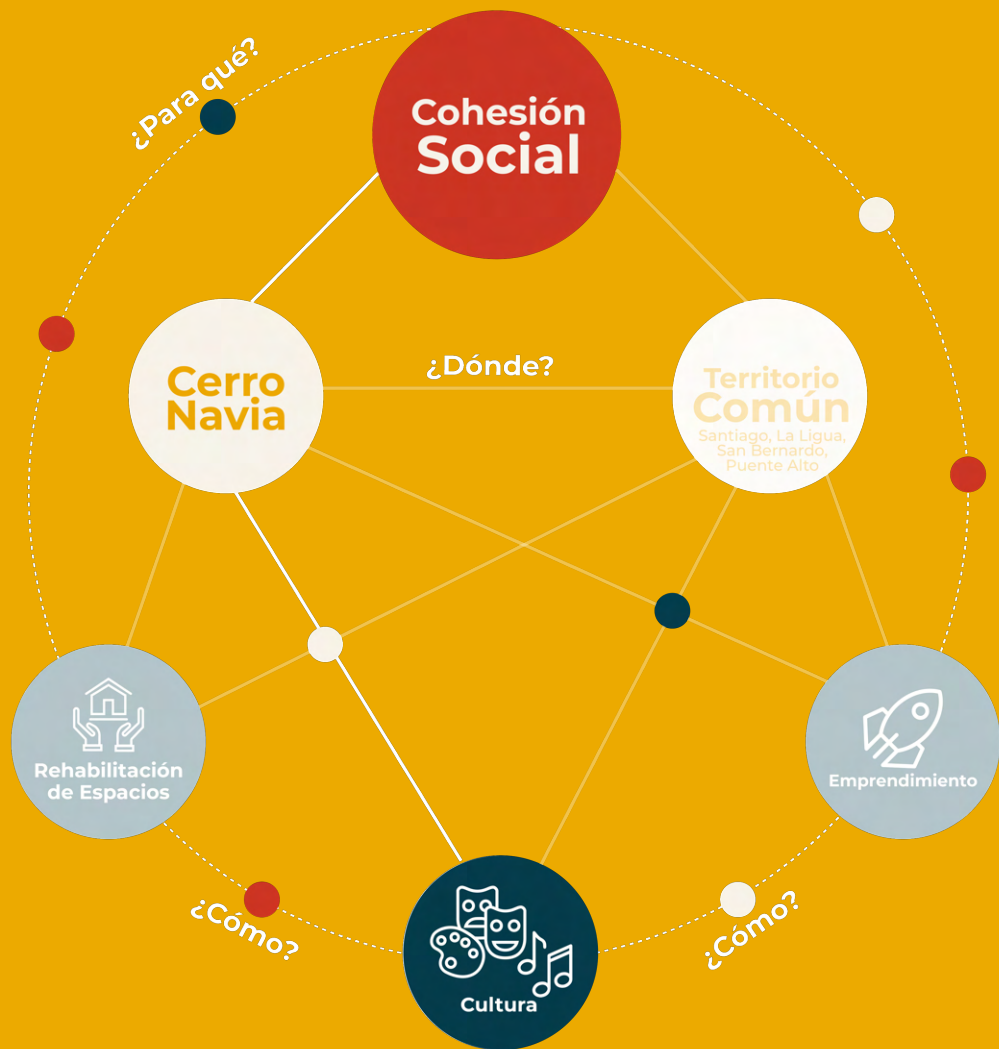 ¿Para qué?
Cohesión
Social
¿Dónde?
Cerro
Navia
Territorio
Común
Santiago, La Ligua,
San Bernardo,
Puente Alto
Rehabilitación
de Espacios
Emprendimiento
¿Cómo?
¿Cómo?
Cultura